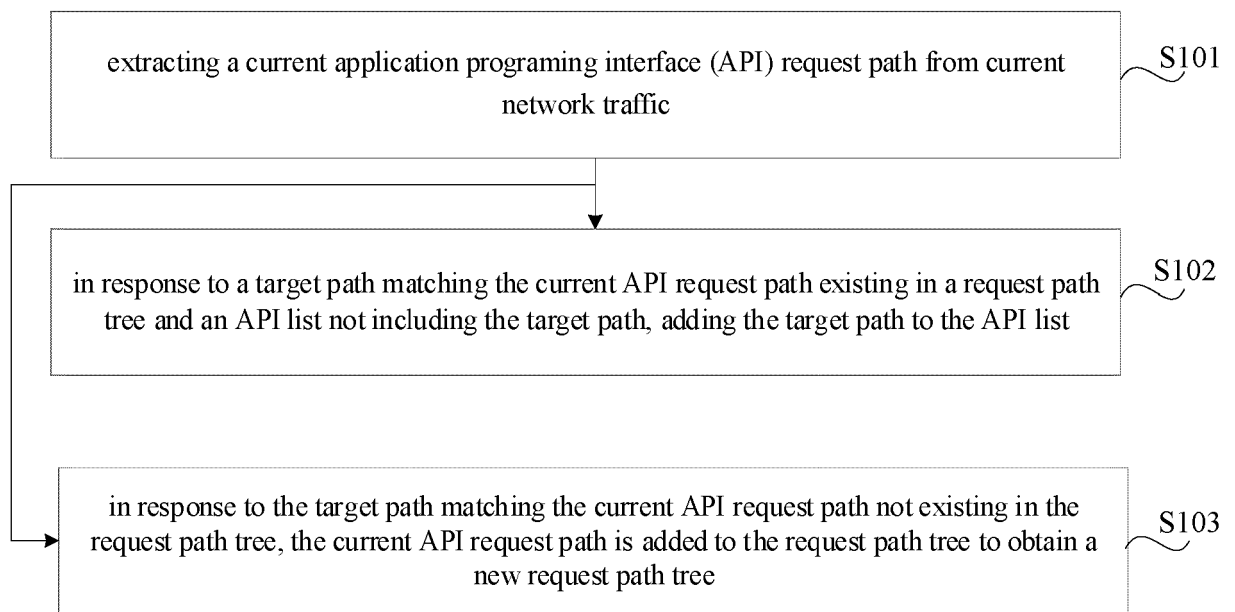 extracting a current application programing interface (API) request path from current
network traffic
S101
in response to a target path matching the current API request path existing in a request path
tree and an API list not including the target path, adding the target path to the API list
S102
in response to the target path matching the current API request path not existing in the
request path tree, the current API request path is added to the request path tree to obtain a
new request path tree
S103